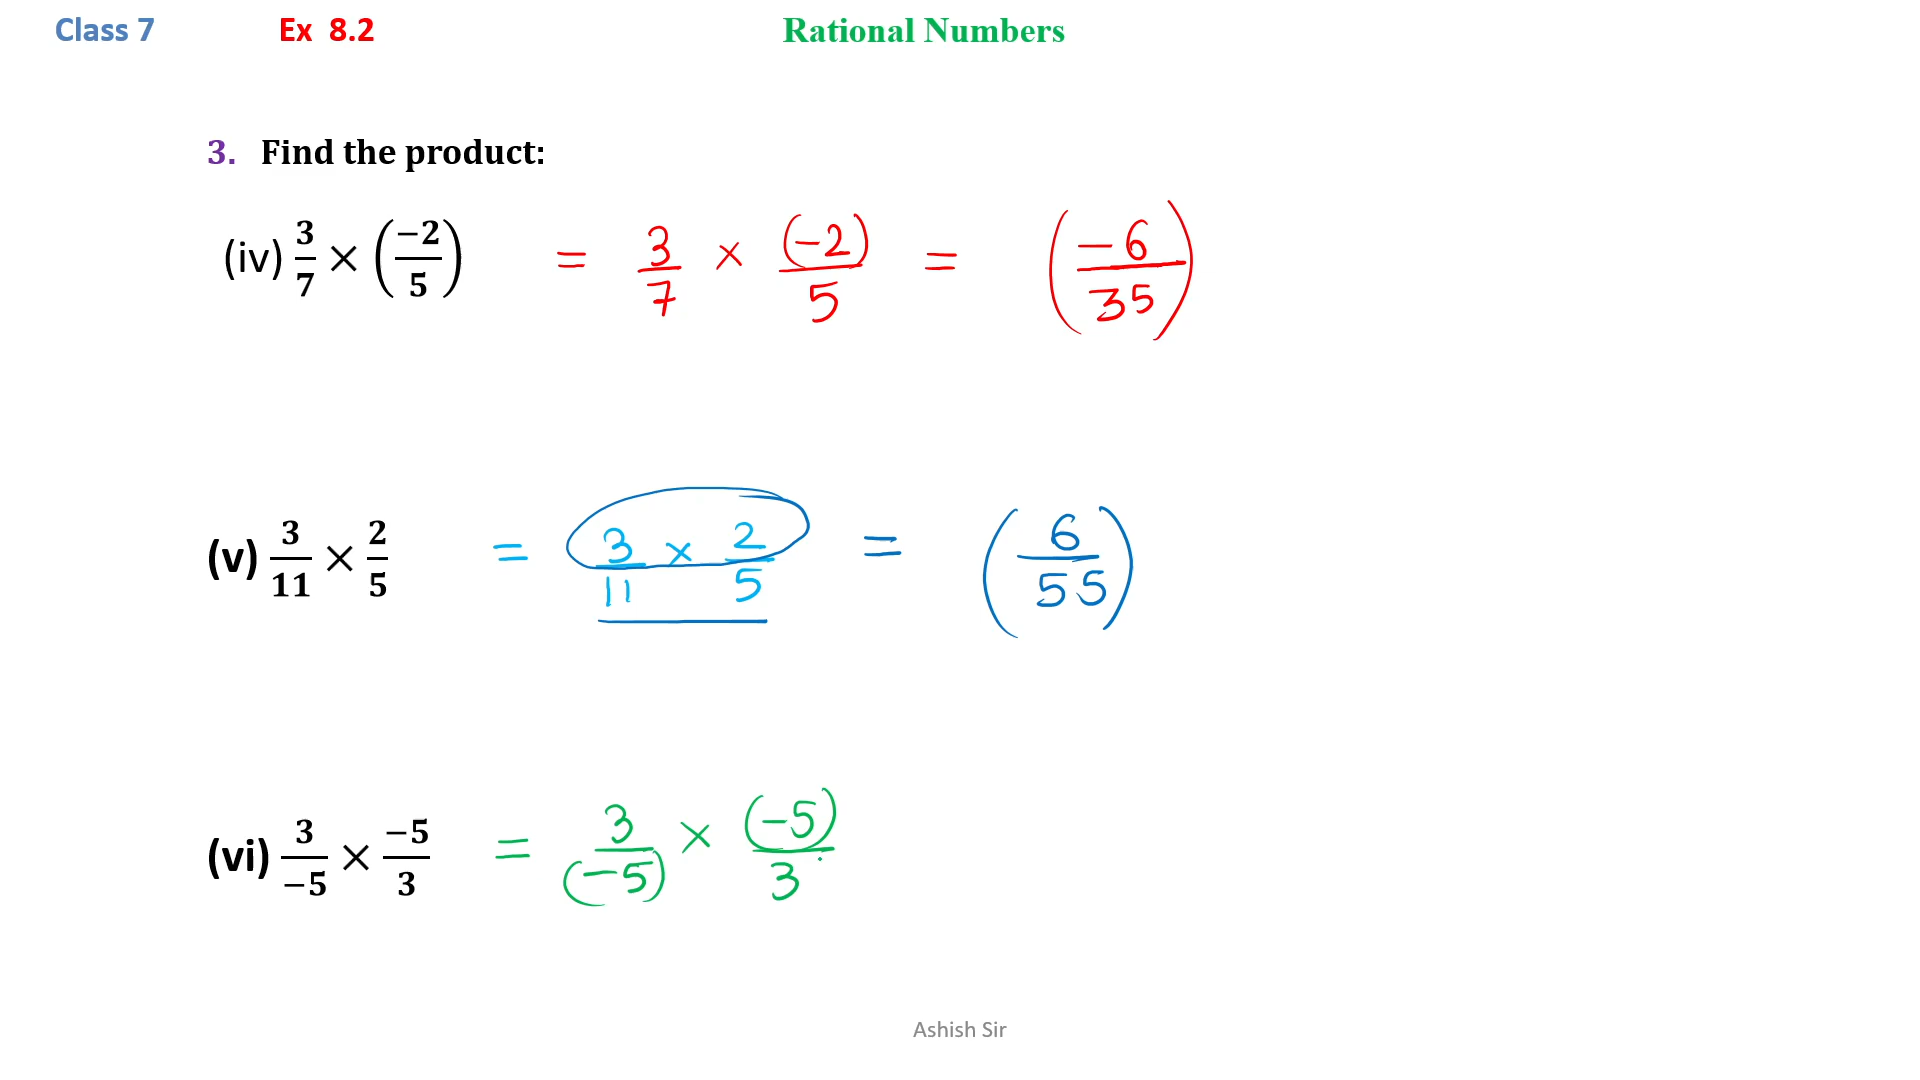 Class 7 Ex 8.2 Rational Numbers
3. Find the product:
(iv) 3/7 × (−2/5) = 3/7 × (−2)/5 = (−6/35)
(v) 3/11 × 2/5 = 3/11 × 2/5 = (6/55)
(vi) 3/−5 × −5/3 = 3/(−5) × (−5)/3
Ashish Sir